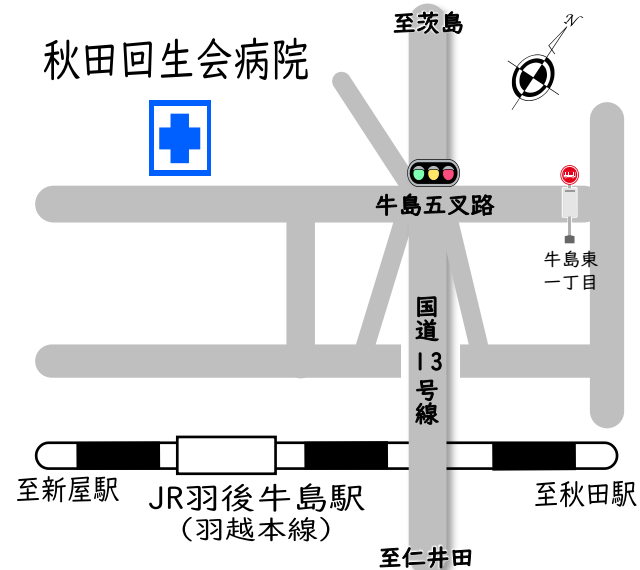 至茨島
N
秋田回生会病院
牛島五叉路
牛島東
一丁目
国道13号線
至新屋駅
JR羽後牛島駅
（羽越本線）
至秋田駅
至仁井田